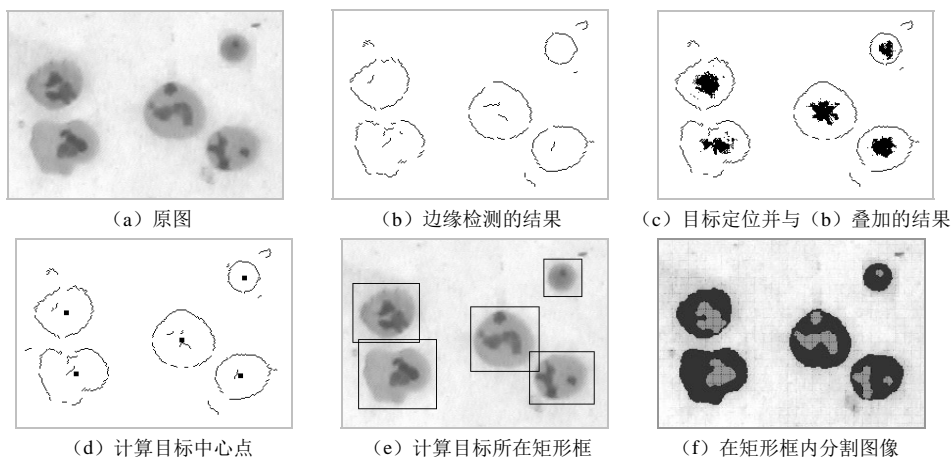 （a）原图
（b）边缘检测的结果
（c）目标定位并与（b）叠加的结果
（d）计算目标中心点
（e）计算目标所在矩形框
（f）在矩形框内分割图像